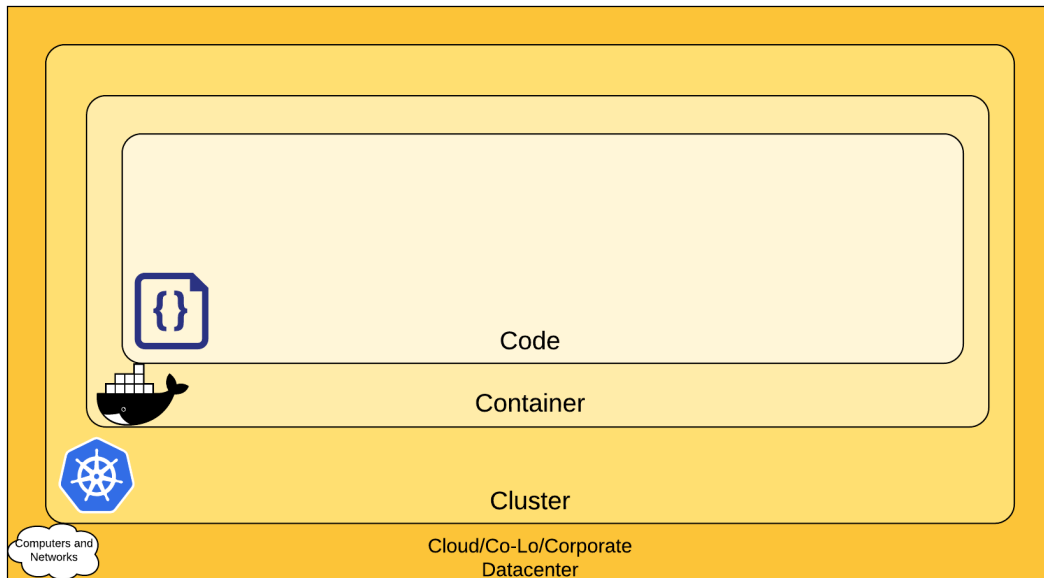 {}
Code
Container
Cluster
Computers and
Networks
Cloud/Co-Lo/Corporate
Datacenter